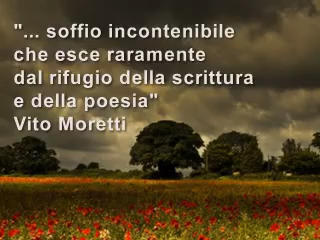 "... soffio incontenibile
che esce raramente
dal rifugio della scrittura
e della poesia"
Vito Moretti